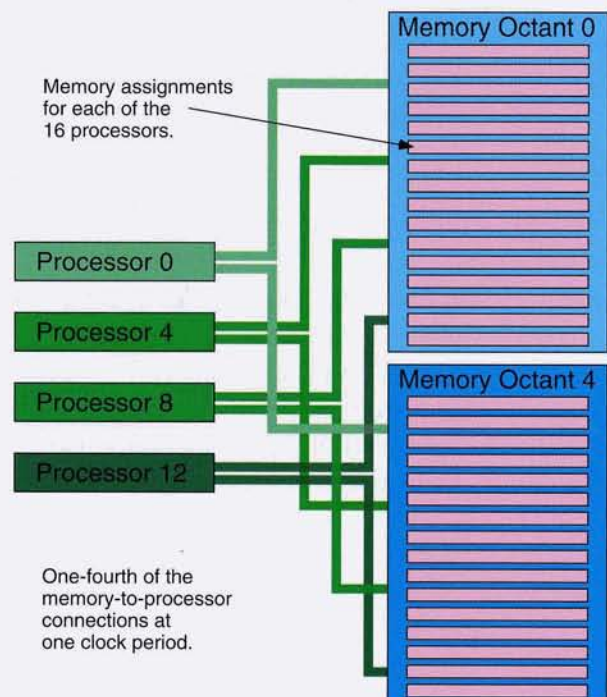 Memory Octant 0
Memory assignments
for each of the
16 processors.
Processor 0
Processor 4
Processor 8
Processor 12
Memory Octant 4
One-fourth of the
memory-to-processor
connections at
one clock period.